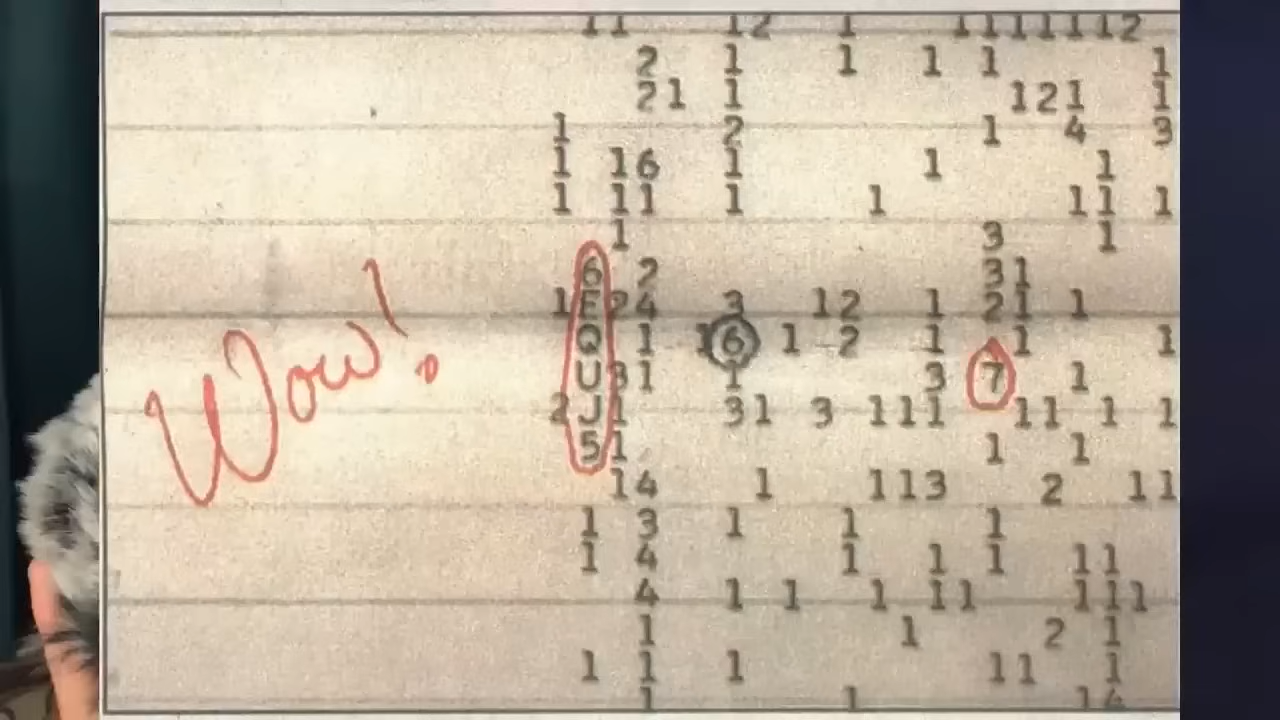 11 12 1 1111112
2 1 1 1 1 1
21 1 121 1
1 2 1 4 3
1 16 1 1 1
1 11 1 1 11 1
1 3 1
6 2 31
1E24 3 12 1 21 1
Q 1 16 1 2 1 1 1
U31 1 3 7 1
2J1 31 3 111 11 1 1
51 1 1
14 1 113 2 11
1 3 1 1 1
1 4 1 1 1 11
4 1 1 1 11 111
1 1 2 1
1 1 1 11 1
1 1 14
Wow!